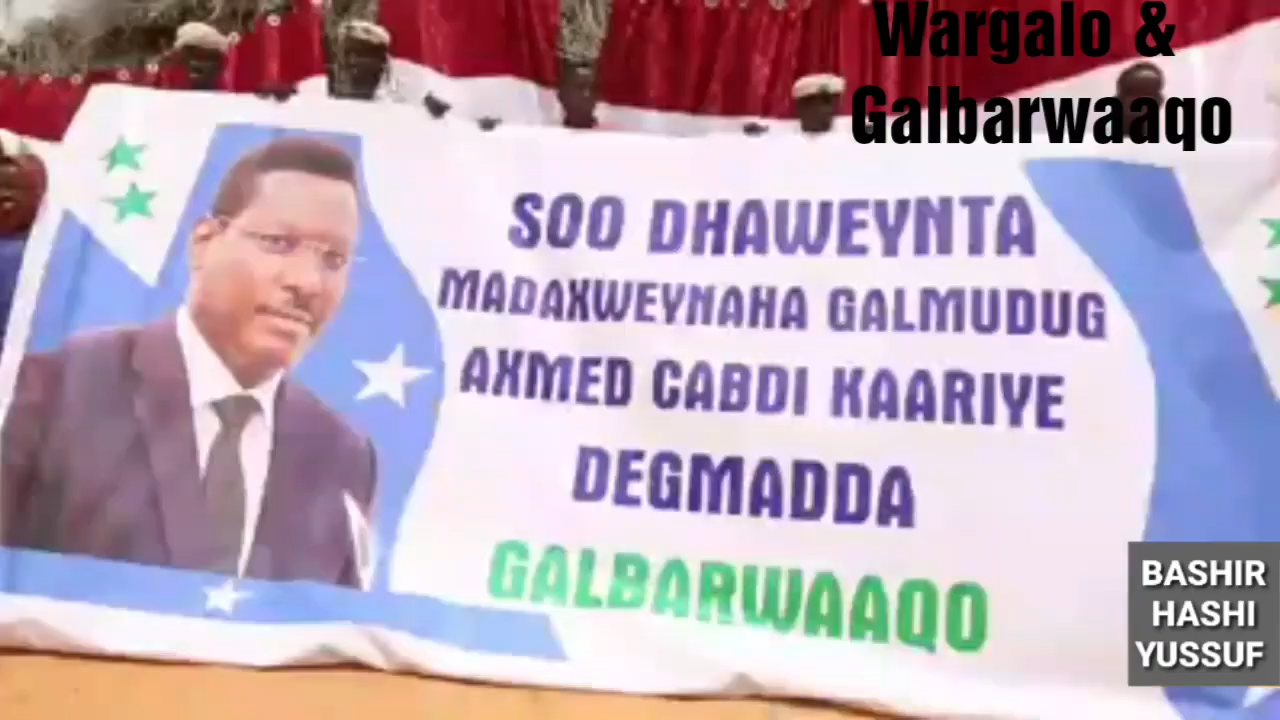 Wargalo &
Galbarwaaqo
SOO DHAWEYNTA
MADAXWEYNAHA GALMUDUG
AXMED CABDI KAARIYE
DEGMADDA
GALBARWAAQO
BASHIR
HASHI
YUSSUF